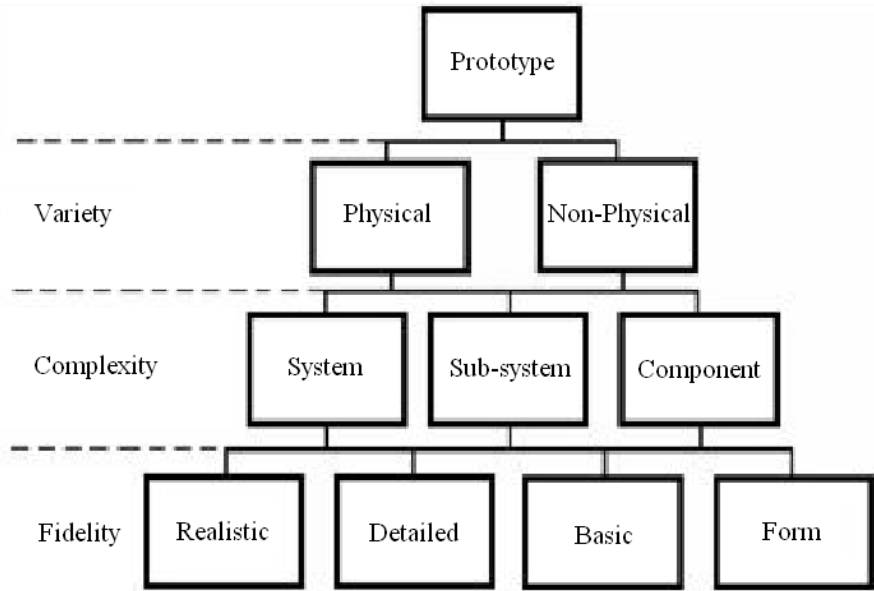 Prototype
Variety
Physical
Non-Physical
Complexity
System
Sub-system
Component
Fidelity
Realistic
Detailed
Basic
Form